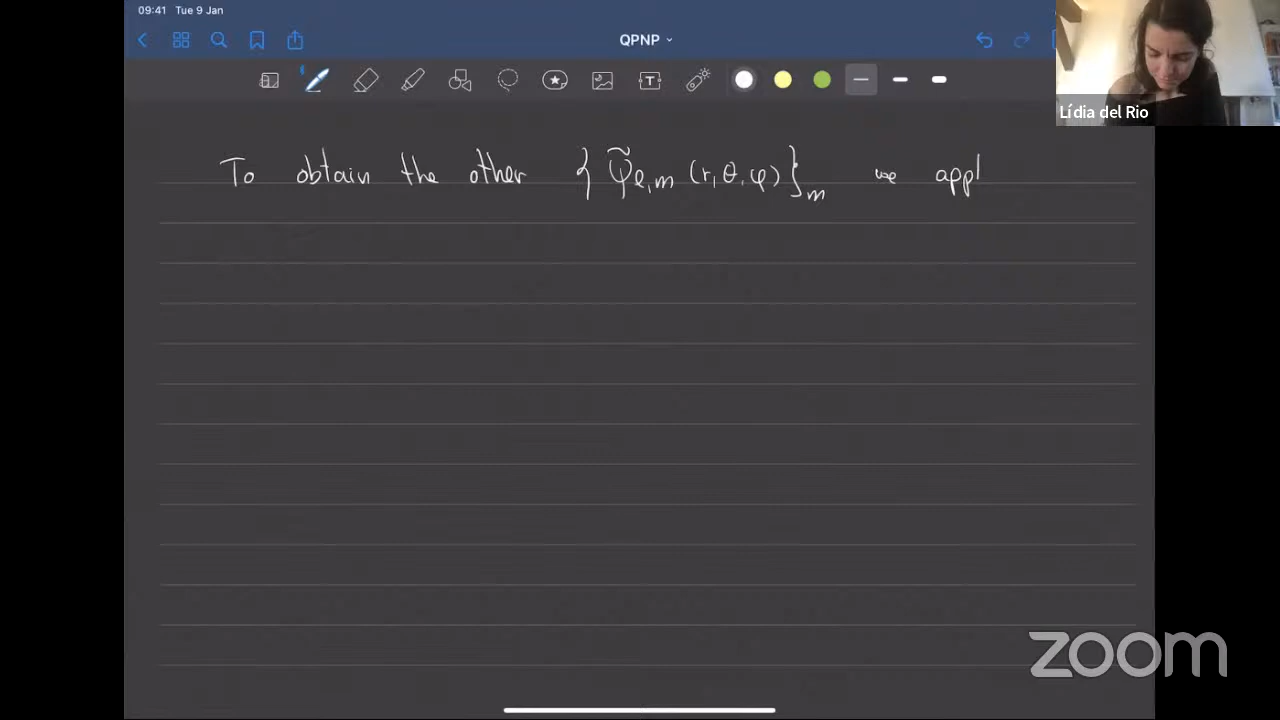 09:41 Tue 9 Jan
QPNP
Lídia del Rio
To obtain the other { ψ̃ℓ,m (r,θ,φ) }m we appl
zoom